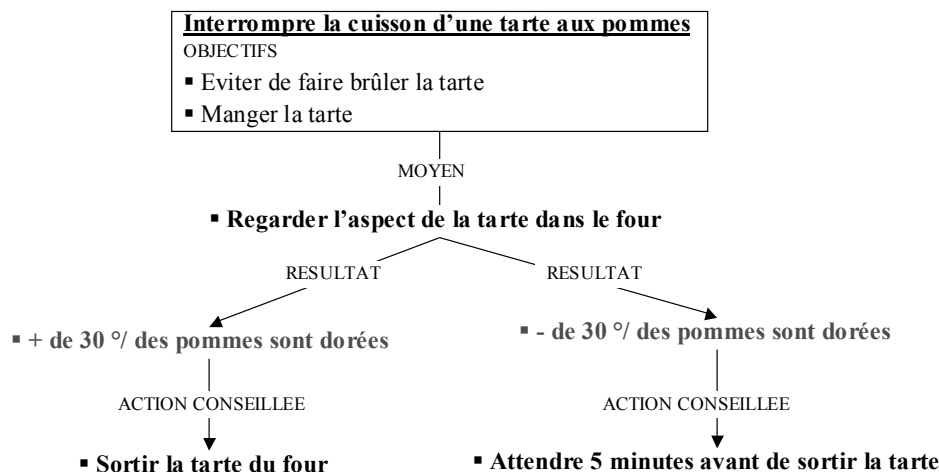 Interrompre la cuisson d'une tarte aux pommes
OBJECTIFS
▪ Eviter de faire brûler la tarte
▪ Manger la tarte
MOYEN
▪ Regarder l'aspect de la tarte dans le four
RESULTAT
RESULTAT
▪ + de 30 °/ des pommes sont dorées
▪ - de 30 °/ des pommes sont dorées
ACTION CONSEILLEE
ACTION CONSEILLEE
▪ Sortir la tarte du four
▪ Attendre 5 minutes avant de sortir la tarte